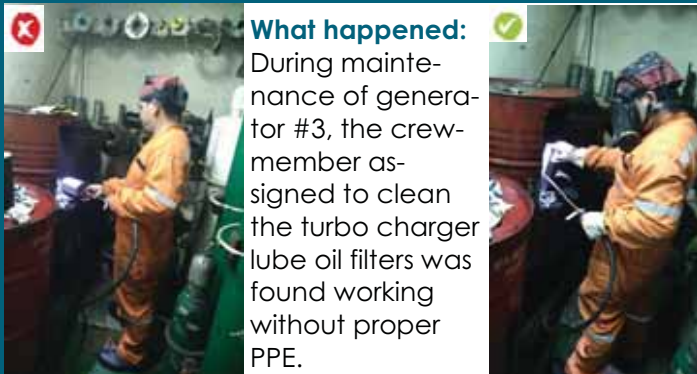 What happened:
During mainte-
nance of genera-
tor #3, the crew-
member as-
signed to clean
the turbo charger
lube oil filters was
found working
without proper
PPE.